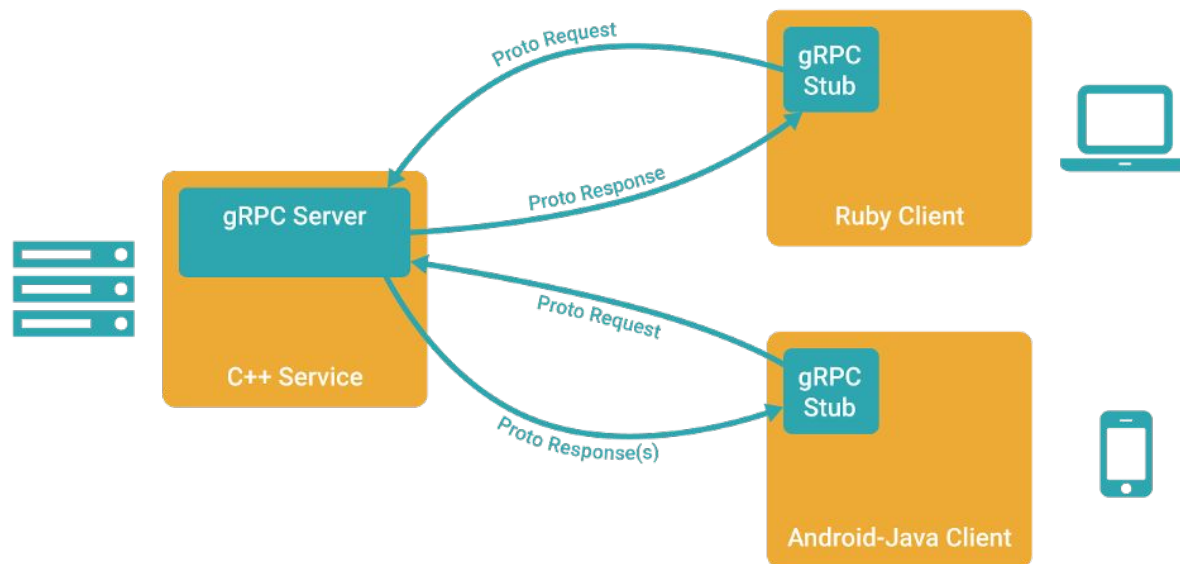 Proto Request
gRPC
Stub
Proto Response
Ruby Client
gRPC Server
C++ Service
Proto Request
gRPC
Stub
Proto Response(s)
Android-Java Client